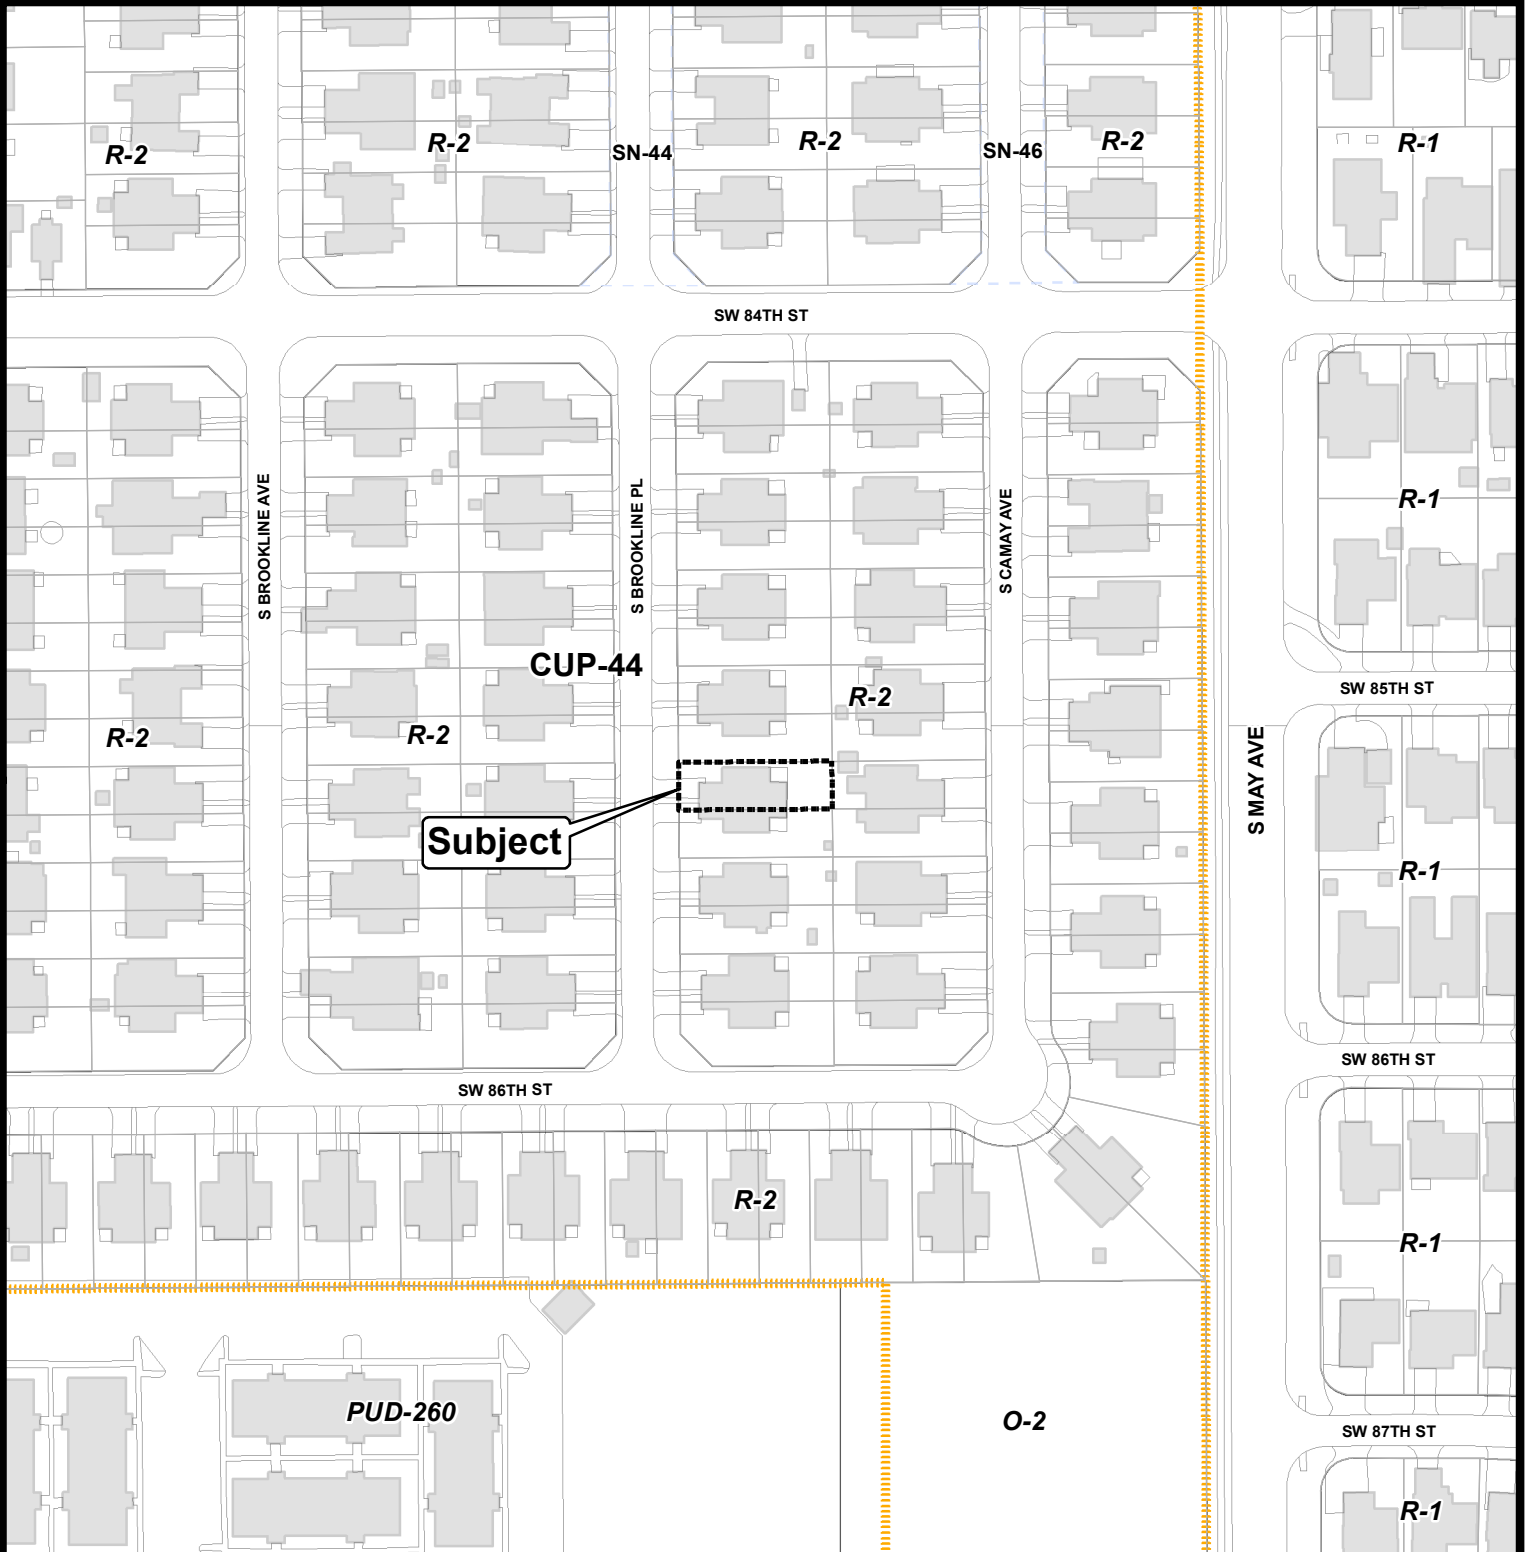 R-2
R-2
SN-44
R-2
SN-46
R-2
R-1
SW 84TH ST
S BROOKLINE AVE
S BROOKLINE PL
S CAMAY AVE
R-1
CUP-44
R-2
SW 85TH ST
R-2
R-2
S MAY AVE
Subject
R-1
SW 86TH ST
SW 86TH ST
R-2
R-1
PUD-260
O-2
SW 87TH ST
R-1